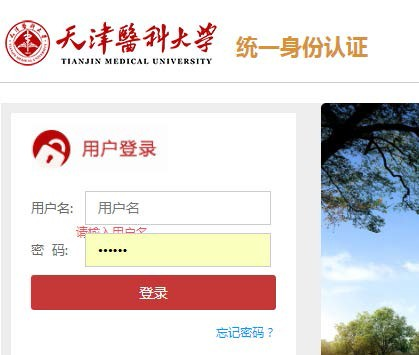 天津醫科大学 统一身份认证
TIANJIN MEDICAL UNIVERSITY
用户登录
用户名: 用户名
请输入用户名
密 码: ••••••
登录
忘记密码？